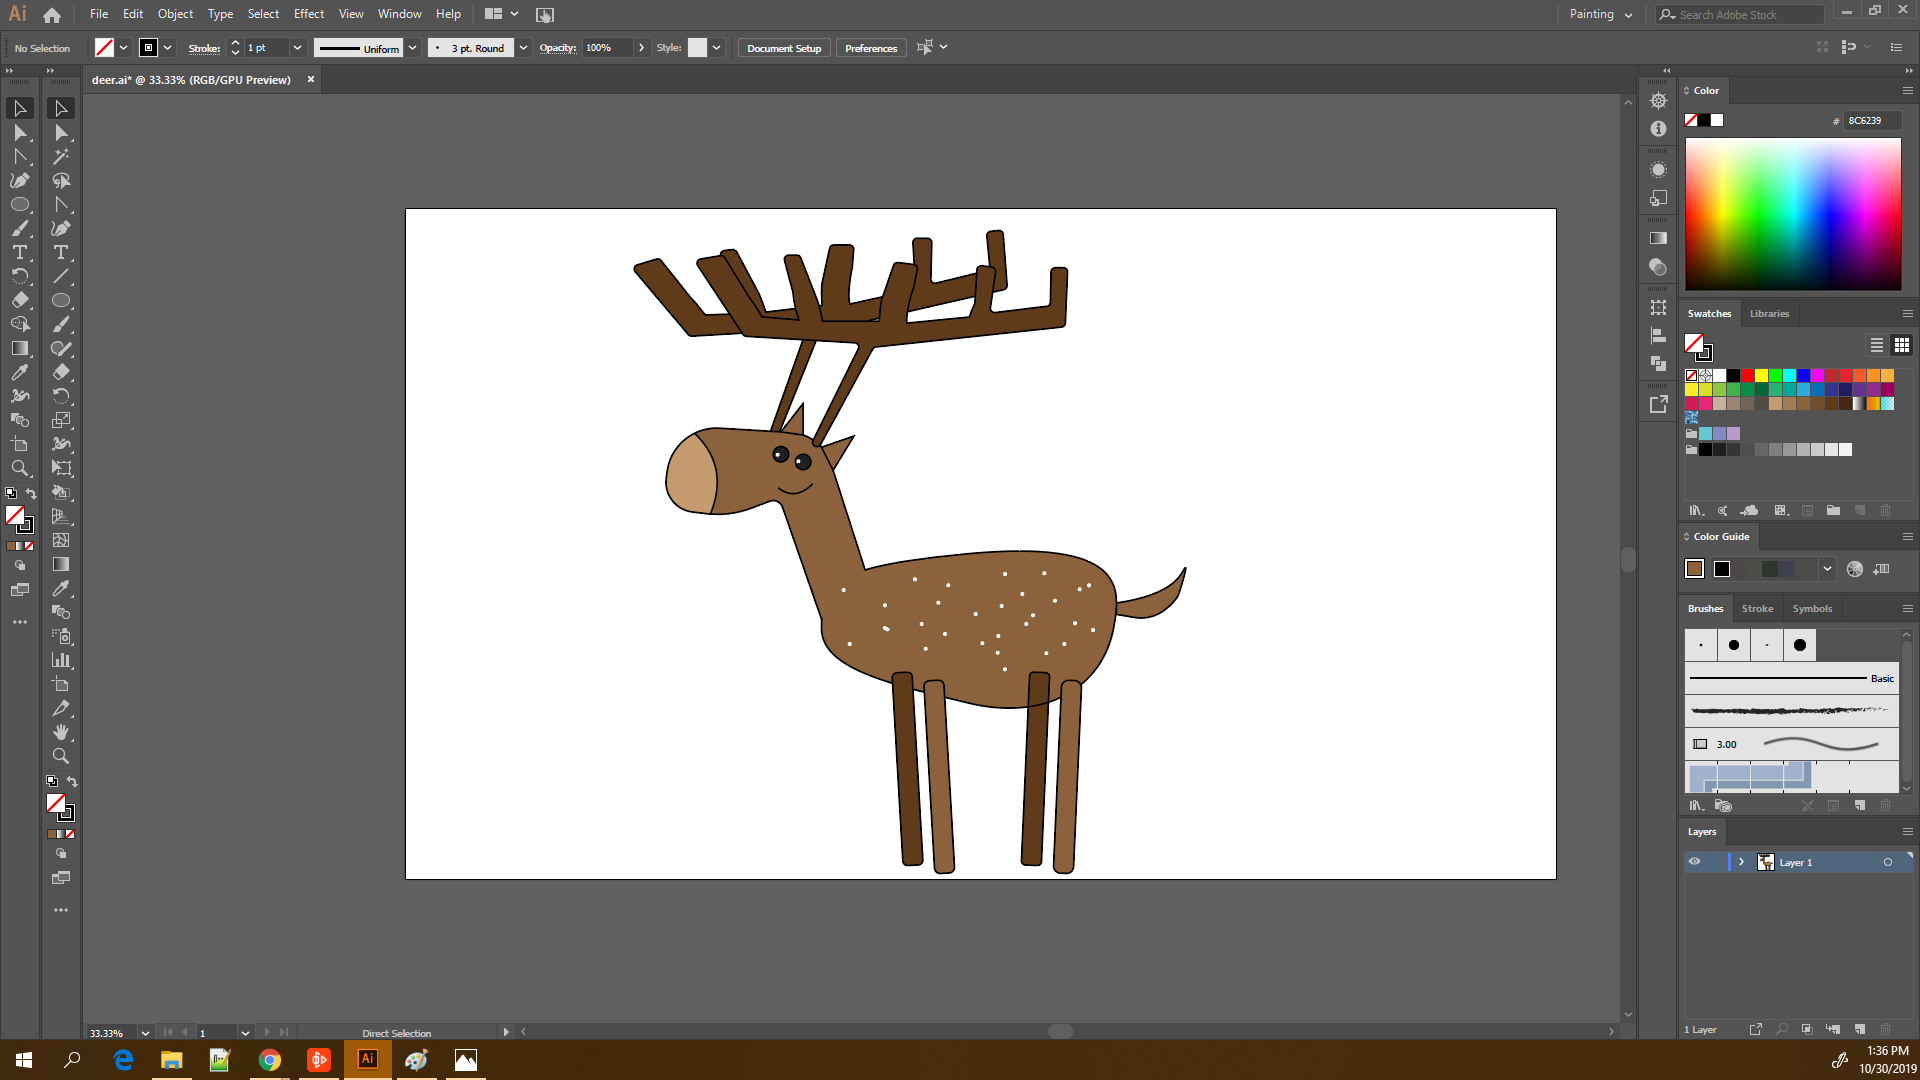 Ai File Edit Object Type Select Effect View Window Help Painting Search Adobe Stock
No Selection Stroke: 1 pt Uniform 3 pt. Round Opacity: 100% Style: Document Setup Preferences
deer.ai* @ 33.33% (RGB/GPU Preview) ×
Color
# 8C6239
Swatches Libraries
Color Guide
Brushes Stroke Symbols
Basic
3.00
Layers
Layer 1
1 Layer
33.33% 1 Direct Selection
Ai
1:36 PM
10/30/2019